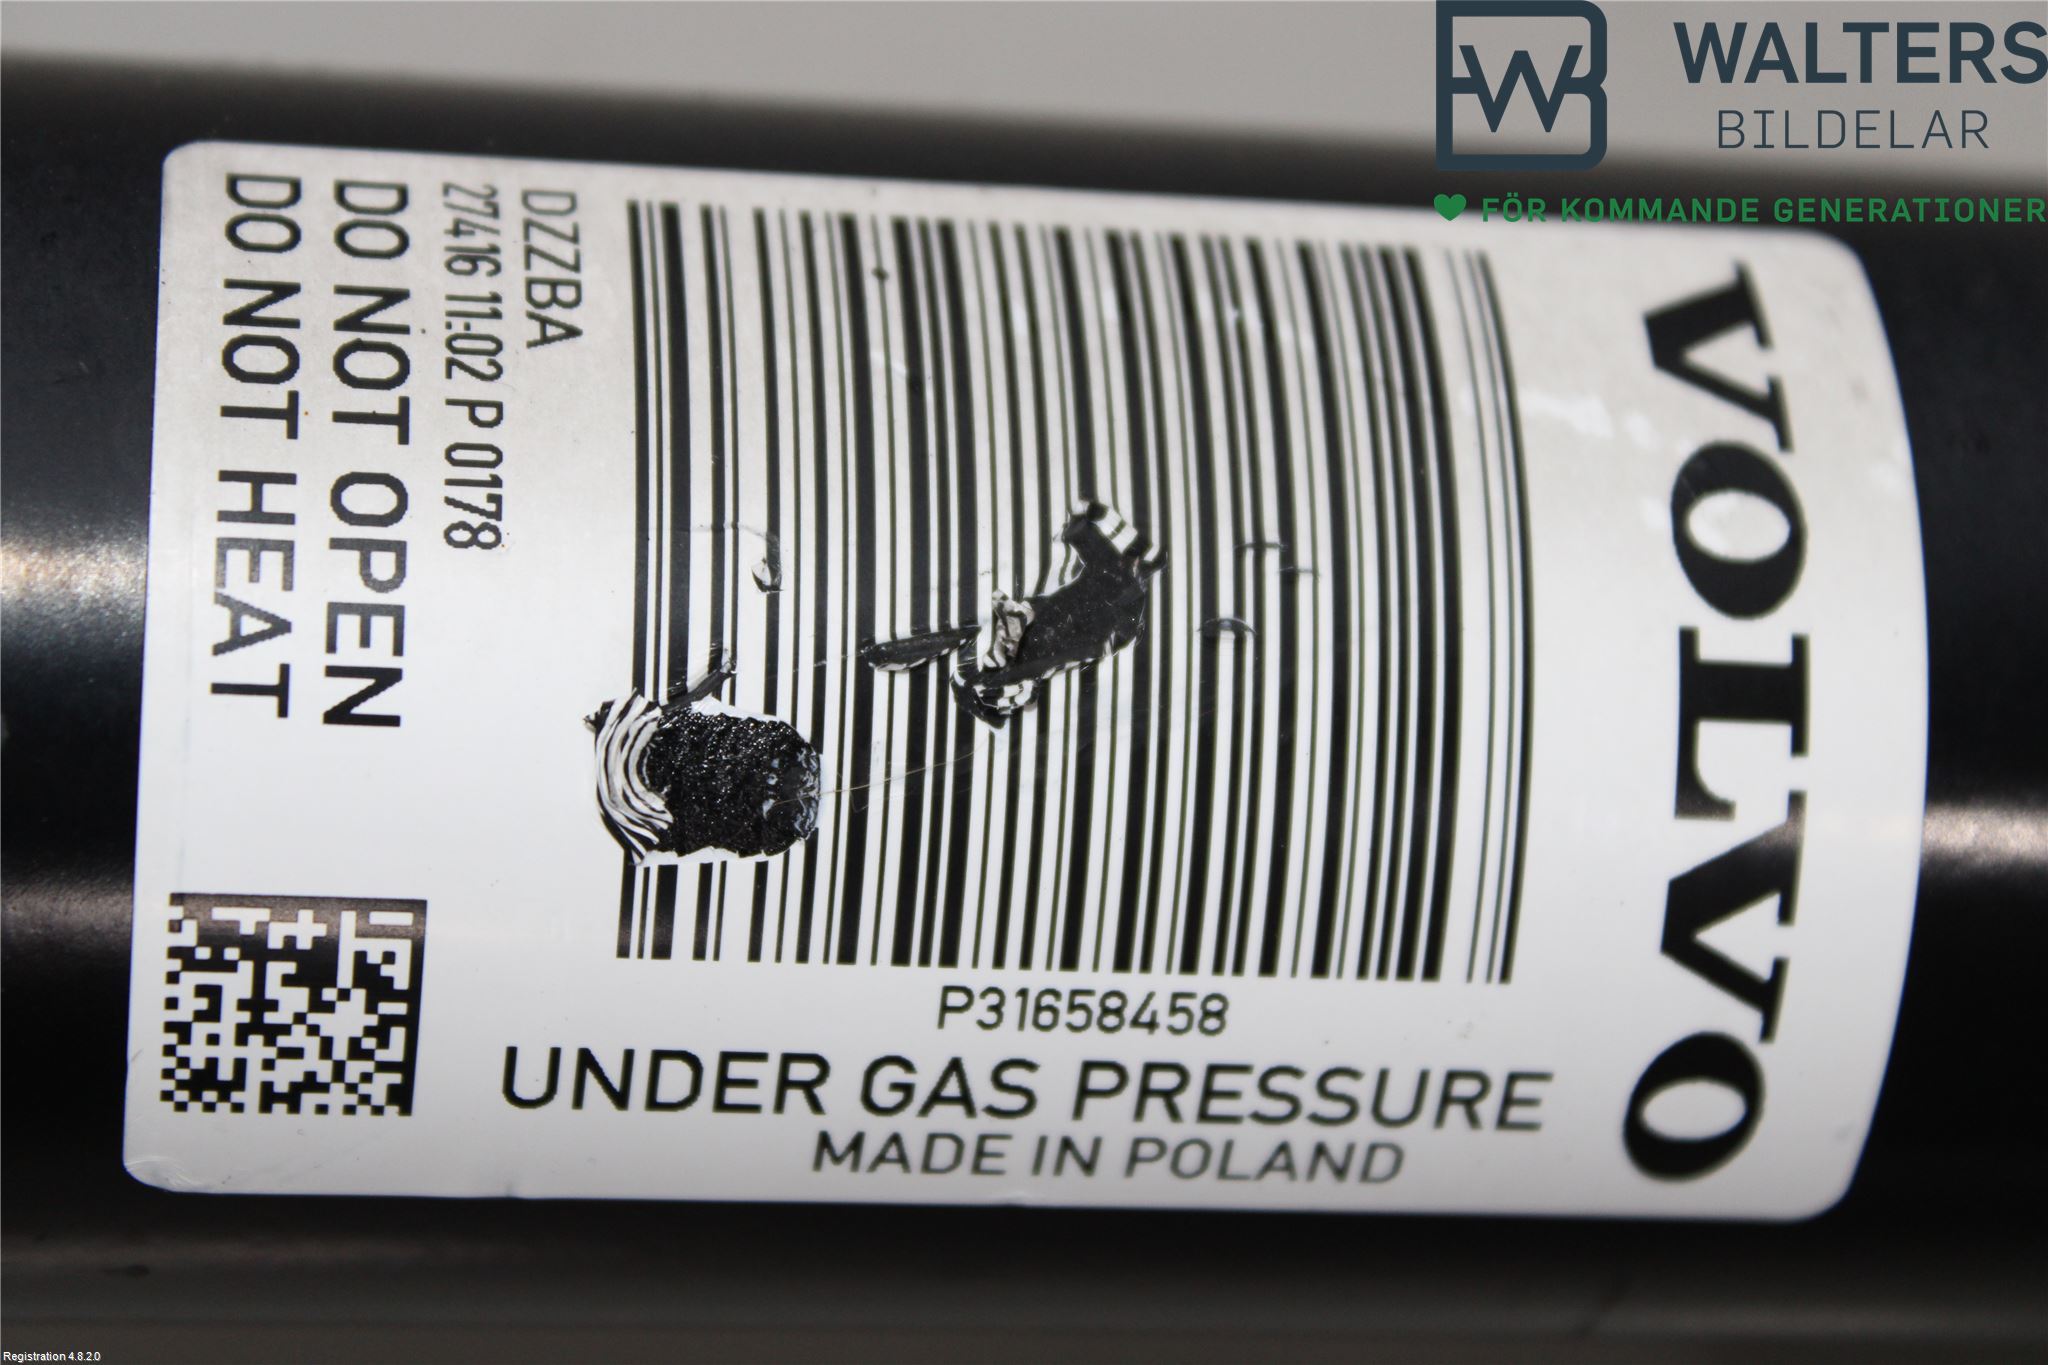 WALTERS
BILDELAR
FÖR KOMMANDE GENERATIONER
VOLVO
DZZBA
27416 11-02 P 0178
DO NOT OPEN
DO NOT HEAT
P31658458
UNDER GAS PRESSURE
MADE IN POLAND
Registration 4.8.2.0